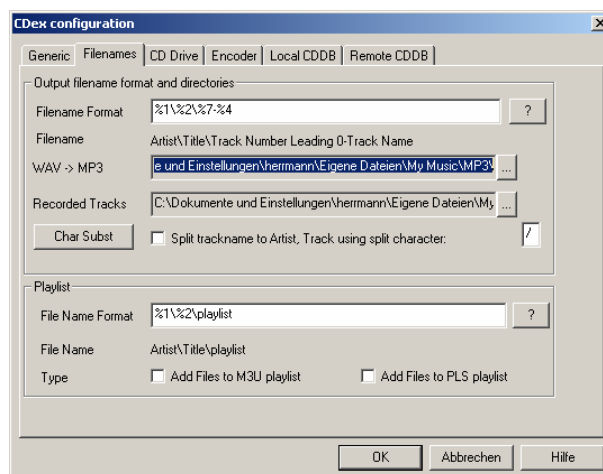 CDex configuration
Generic Filenames CD Drive Encoder Local CDDB Remote CDDB
Output filename format and directories
Filename Format %1\%2\%7-%4 ?
Filename Artist\Title\Track Number Leading 0-Track Name
WAV -> MP3 e und Einstellungen\herrmann\Eigene Dateien\My Music\MP3\ ...
Recorded Tracks C:\Dokumente und Einstellungen\herrmann\Eigene Dateien\My ...
Char Subst Split trackname to Artist, Track using split character: /
Playlist
File Name Format %1\%2\playlist ?
File Name Artist\Title\playlist
Type Add Files to M3U playlist Add Files to PLS playlist
OK Abbrechen Hilfe